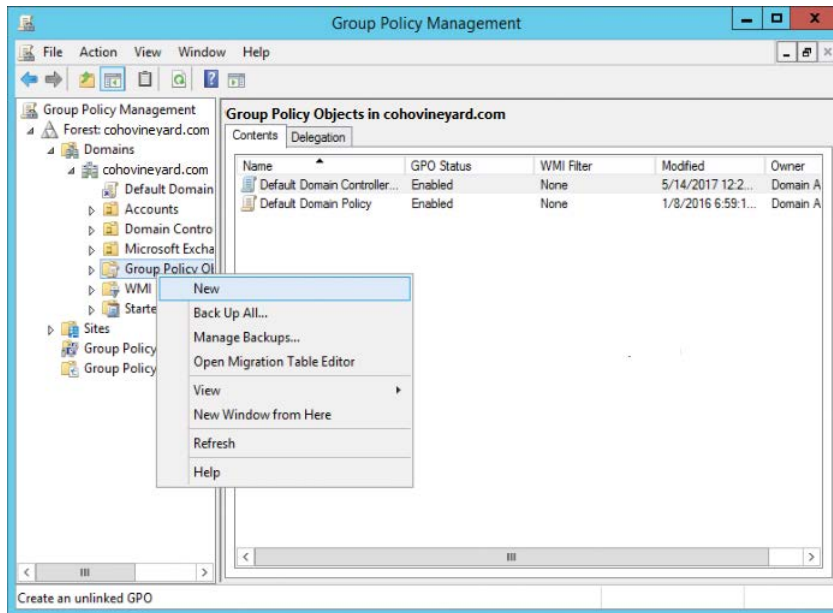 Group Policy Management
File Action View Window Help
Group Policy Management
Forest: cohovineyard.com
Domains
cohovineyard.com
Default Domain
Accounts
Domain Contro
Microsoft Excha
Group Policy Ob
WMI
Starte
Sites
Group Policy
Group Policy
New
Back Up All...
Manage Backups...
Open Migration Table Editor
View
New Window from Here
Refresh
Help
Group Policy Objects in cohovineyard.com
Contents Delegation
Name GPO Status WMI Filter Modified Owner
Default Domain Controller... Enabled None 5/14/2017 12:2... Domain A
Default Domain Policy Enabled None 1/8/2016 6:59:1... Domain A
Create an unlinked GPO